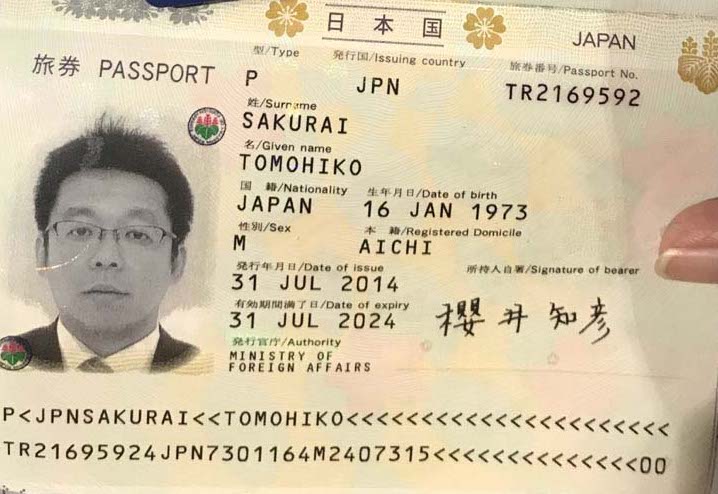 日本国
JAPAN
旅券 PASSPORT
型/Type 発行国/Issuing country 旅券番号/Passport No.
P JPN TR2169592
姓/Surname
SAKURAI
名/Given name
TOMOHIKO
国籍/Nationality 生年月日/Date of birth
JAPAN 16 JAN 1973
性別/Sex 本籍/Registered Domicile
M AICHI
発行年月日/Date of issue 所持人自署/Signature of bearer
31 JUL 2014
有効期間満了日/Date of expiry
31 JUL 2024 櫻井知彦
発行官庁/Authority
MINISTRY OF
FOREIGN AFFAIRS
P<JPNSAKURAI<<TOMOHIKO<<<<<<<<<<<<<<<<<<<<<<
TR21695924JPN7301164M2407315<<<<<<<<<<<<<<00